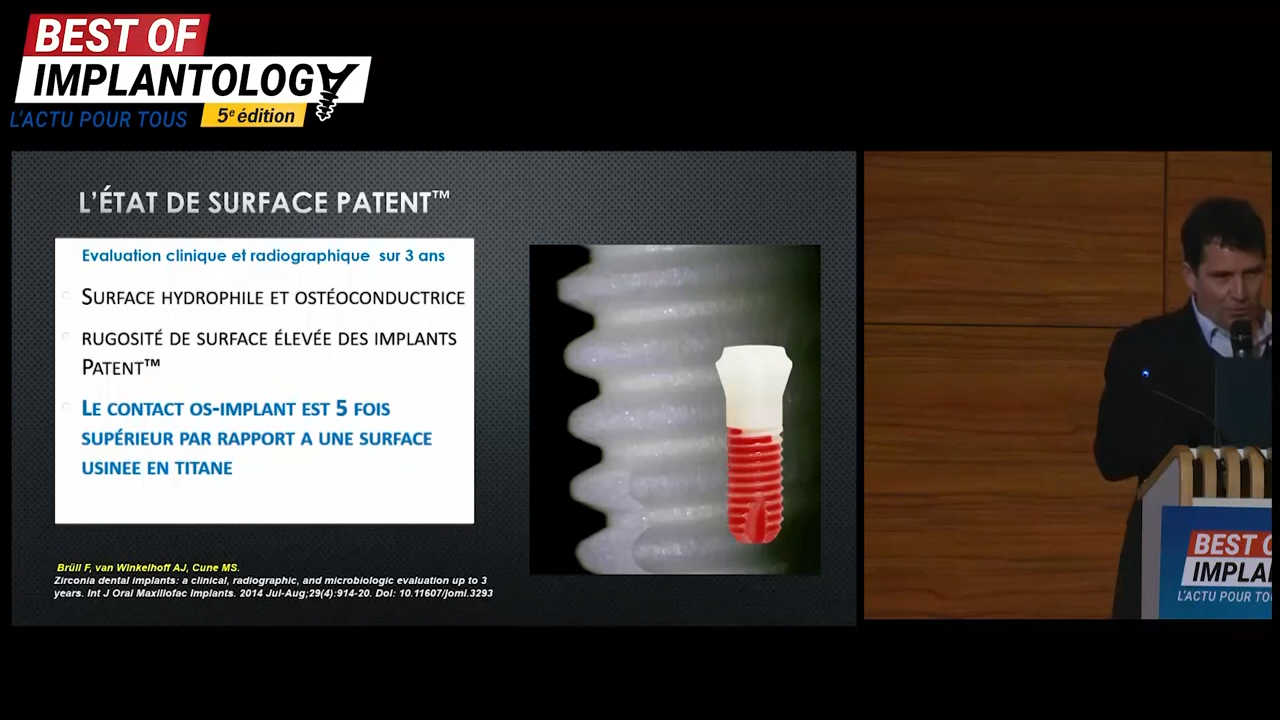 BEST OF
IMPLANTOLOGY
L'ACTU POUR TOUS
5e édition
L'ÉTAT DE SURFACE PATENT™
Evaluation clinique et radiographique sur 3 ans
SURFACE HYDROPHILE ET OSTÉOCONDUCTRICE
RUGOSITÉ DE SURFACE ÉLEVÉE DES IMPLANTS
PATENT™
LE CONTACT OS-IMPLANT EST 5 FOIS
SUPÉRIEUR PAR RAPPORT A UNE SURFACE
USINEE EN TITANE
Brüll F, van Winkelhoff AJ, Cune MS.
Zirconia dental implants: a clinical, radiographic, and microbiologic evaluation up to 3
years. Int J Oral Maxillofac Implants. 2014 Jul-Aug;29(4):914-20. Doi: 10.11607/jomi.3293
BEST O
IMPLA
L'ACTU POUR TO